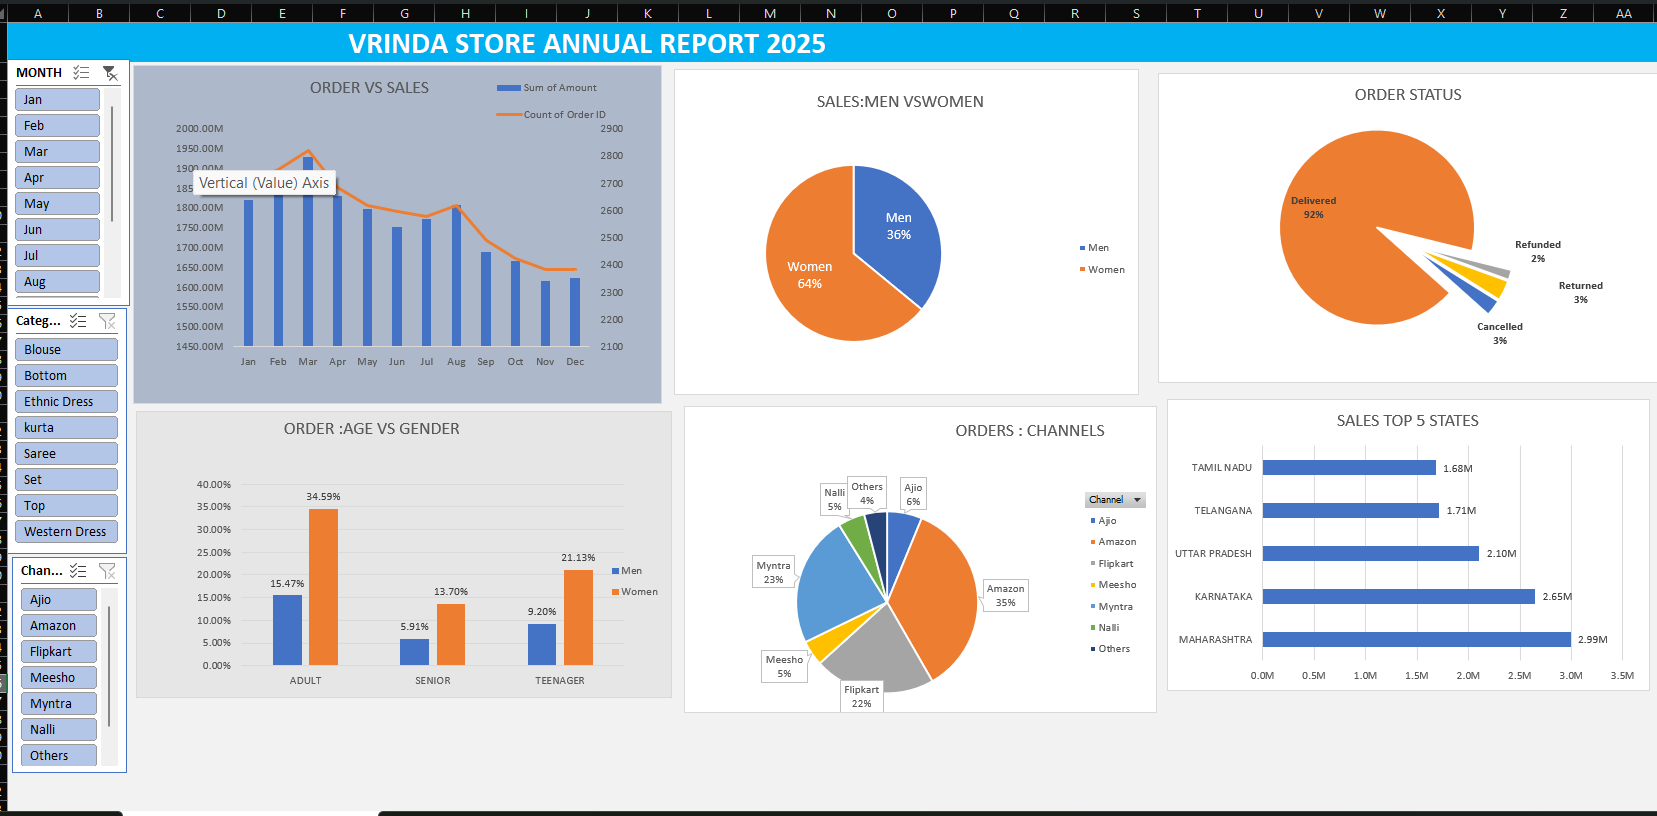 A B C D E F G H I J K L M N O P Q R S T U V W X Y Z AA
VRINDA STORE ANNUAL REPORT 2025
MONTH
Jan
Feb
Mar
Apr
May
Jun
Jul
Aug
Categ...
Blouse
Bottom
Ethnic Dress
kurta
Saree
Set
Top
Western Dress
Chan...
Ajio
Amazon
Flipkart
Meesho
Myntra
Nalli
Others
ORDER VS SALES
Sum of Amount
Count of Order ID
2000.00M
1950.00M
1900.00M
Vertical (Value) Axis
1800.00M
1750.00M
1700.00M
1650.00M
1600.00M
1550.00M
1500.00M
1450.00M
2900
2800
2700
2600
2500
2400
2300
2200
2100
Jan Feb Mar Apr May Jun Jul Aug Sep Oct Nov Dec
SALES:MEN VSWOMEN
Men
36%
Women
64%
Men
Women
ORDER STATUS
Delivered
92%
Refunded
2%
Returned
3%
Cancelled
3%
ORDER :AGE VS GENDER
40.00%
35.00%
30.00%
25.00%
20.00%
15.00%
10.00%
5.00%
0.00%
15.47%
34.59%
5.91%
13.70%
9.20%
21.13%
ADULT SENIOR TEENAGER
Men
Women
ORDERS : CHANNELS
Nalli
5%
Others
4%
Ajio
6%
Myntra
23%
Amazon
35%
Meesho
5%
Flipkart
22%
Channel
Ajio
Amazon
Flipkart
Meesho
Myntra
Nalli
Others
SALES TOP 5 STATES
TAMIL NADU 1.68M
TELANGANA 1.71M
UTTAR PRADESH 2.10M
KARNATAKA 2.65M
MAHARASHTRA 2.99M
0.0M 0.5M 1.0M 1.5M 2.0M 2.5M 3.0M 3.5M